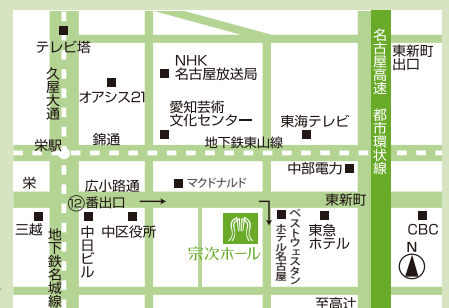 テレビ塔
久屋大通
オアシス21
NHK
名古屋放送局
愛知芸術
文化センター
東海テレビ
名古屋高速 都市環状線
東新町
出口
栄駅
錦通
地下鉄東山線
中部電力
栄
広小路通
マクドナルド
東新町
⑫番出口
三越
地下鉄名城線
中日ビル
中区役所
宗次ホール
ベストウェスタン
ホテル名古屋
東急
ホテル
CBC
N
至高辻